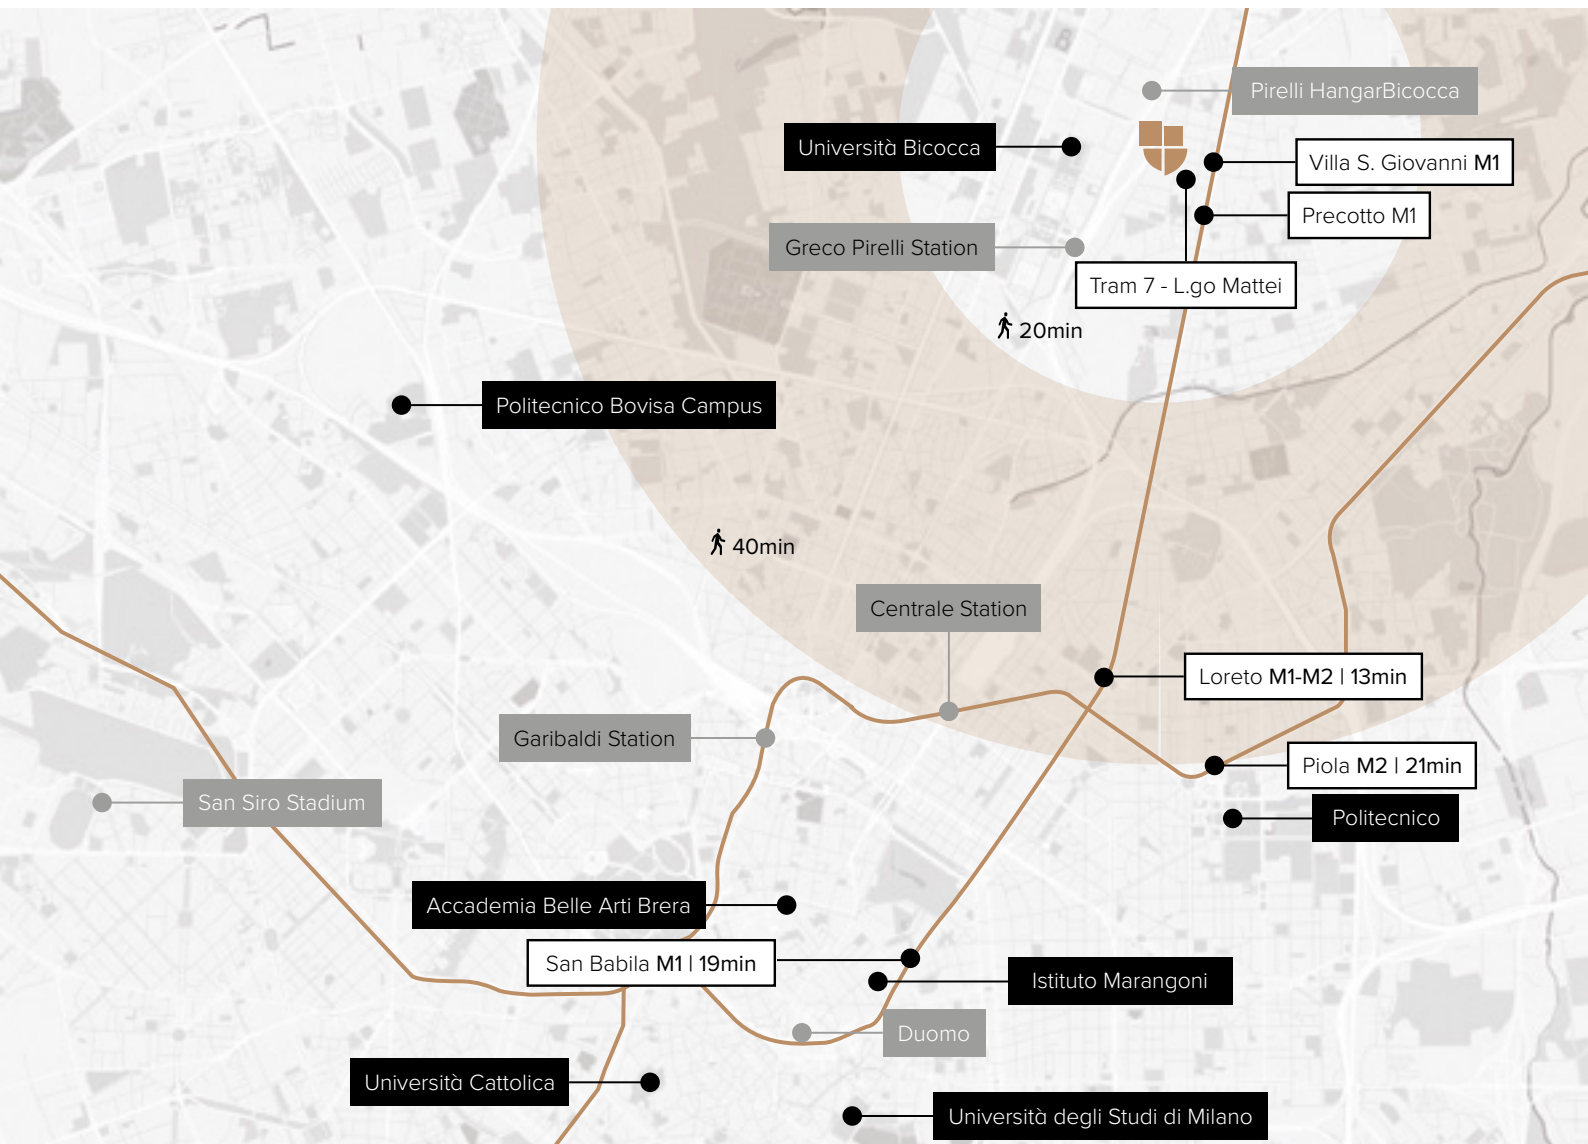 Pirelli HangarBicocca
Università Bicocca
Villa S. Giovanni M1
Precotto M1
Greco Pirelli Station
Tram 7 - L.go Mattei
20min
Politecnico Bovisa Campus
40min
Centrale Station
Loreto M1-M2 | 13min
Garibaldi Station
Piola M2 | 21min
San Siro Stadium
Politecnico
Accademia Belle Arti Brera
San Babila M1 | 19min
Istituto Marangoni
Duomo
Università Cattolica
Università degli Studi di Milano